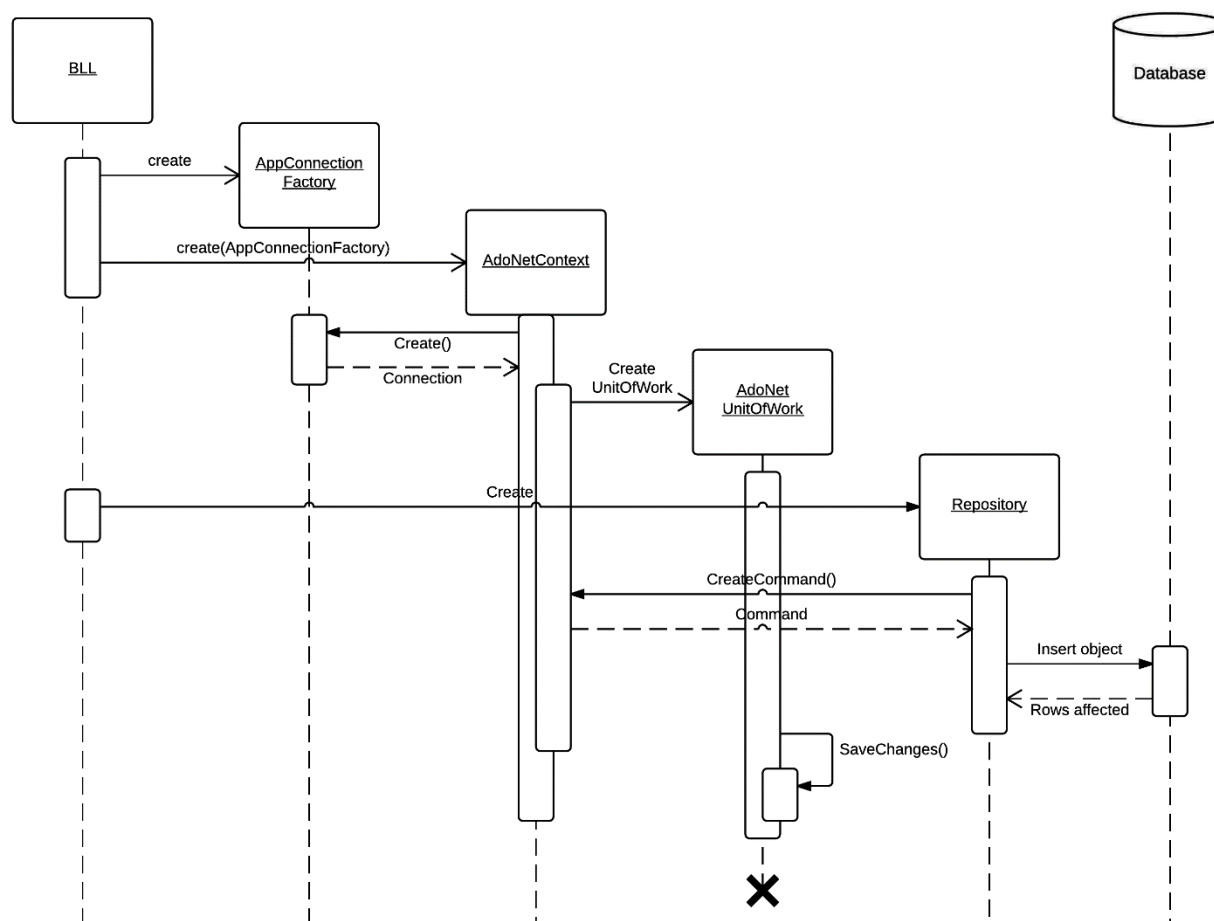 BLL
Database
create
AppConnection
Factory
create(AppConnectionFactory)
AdoNetContext
Create()
Connection
Create
UnitOfWork
AdoNet
UnitOfWork
Create
Repository
CreateCommand()
Command
Insert object
Rows affected
SaveChanges()